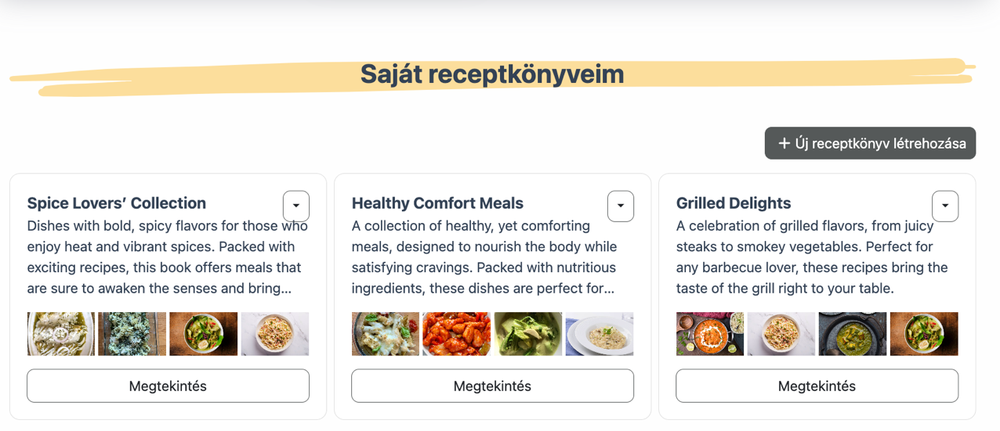 Saját receptkönyveim
+ Új receptkönyv létrehozása
Spice Lovers’ Collection
Dishes with bold, spicy flavors for those who
enjoy heat and vibrant spices. Packed with
exciting recipes, this book offers meals that
are sure to awaken the senses and bring...
Megtekintés
Healthy Comfort Meals
A collection of healthy, yet comforting
meals, designed to nourish the body while
satisfying cravings. Packed with nutritious
ingredients, these dishes are perfect for...
Megtekintés
Grilled Delights
A celebration of grilled flavors, from juicy
steaks to smokey vegetables. Perfect for
any barbecue lover, these recipes bring the
taste of the grill right to your table.
Megtekintés